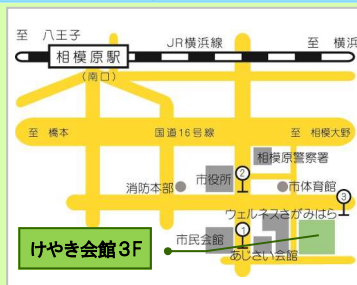 至 八王子
JR横浜線
至 横浜
相模原駅
(南口)
至 橋本
国道16号線
至 相模大野
相模原警察署
市役所
②
消防本部
市体育館
③
ウェルネスさがみはら
市民会館
①
けやき会館3F
あじさい会館